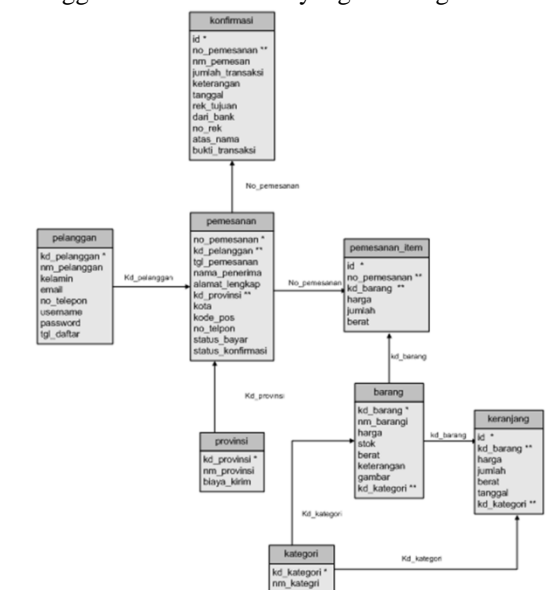 konfirmasi
id *
no_pemesanan **
nm_pemesan
jumlah_transaksi
keterangan
tanggal
rek_tujuan
dari_bank
no_rek
atas_nama
bukti_transaksi
No_pemesanan
pelanggan
kd_pelanggan *
nm_pelanggan
kelamin
email
no_telepon
username
password
tgl_daftar
Kd_pelanggan
pemesanan
no_pemesanan *
kd_pelanggan **
tgl_pemesanan
nama_penerima
alamat_lengkap
kd_provinsi **
kota
kode_pos
no_telpon
status_bayar
status_konfirmasi
No_pemesanan
pemesanan_item
id *
no_pemesanan **
kd_barang **
harga
jumlah
berat
kd_barang
Kd_provinsi
provinsi
kd_provinsi *
nm_provinsi
biaya_kirim
barang
kd_barang *
nm_barangi
harga
stok
berat
keterangan
gambar
kd_kategori **
kd_barang
keranjang
id *
kd_barang **
harga
jumlah
berat
tanggal
kd_kategori **
Kd_kategori
Kd_kategori
kategori
kd_kategori *
nm_kategri